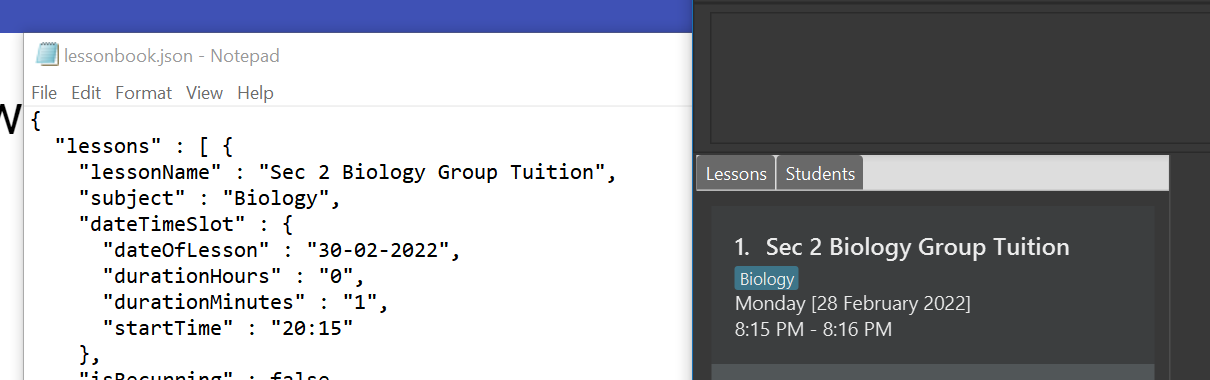 w
lessonbook.json - Notepad
File Edit Format View Help
{
"lessons" : [ {
"lessonName" : "Sec 2 Biology Group Tuition",
"subject" : "Biology",
"dateTimeSlot" : {
"dateOfLesson" : "30-02-2022",
"durationHours" : "0",
"durationMinutes" : "1",
"startTime" : "20:15"
},
"isRecurring" : false
Lessons Students
1. Sec 2 Biology Group Tuition
Biology
Monday [28 February 2022]
8:15 PM - 8:16 PM